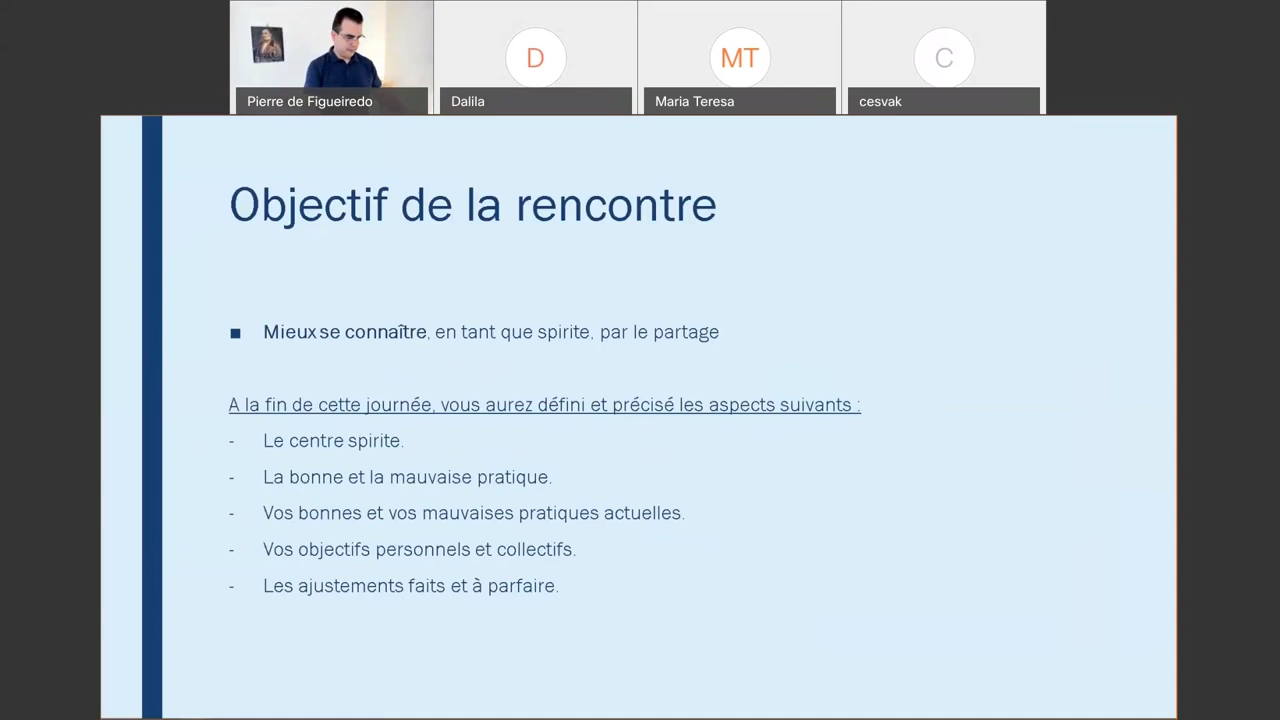 D
MT
C
Pierre de Figueiredo
Dalila
Maria Teresa
cesvak
Objectif de la rencontre
■ Mieux se connaître, en tant que spirite, par le partage
A la fin de cette journée, vous aurez défini et précisé les aspects suivants :
- Le centre spirite.
- La bonne et la mauvaise pratique.
- Vos bonnes et vos mauvaises pratiques actuelles.
- Vos objectifs personnels et collectifs.
- Les ajustements faits et à parfaire.